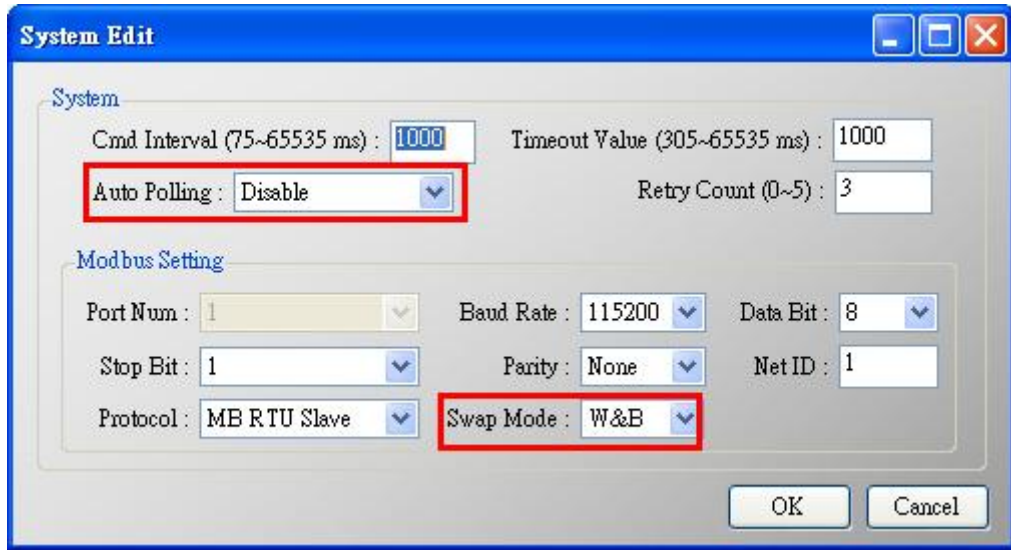 System Edit
System
Cmd Interval (75~65535 ms) : 1000 Timeout Value (305~65535 ms) : 1000
Auto Polling : Disable Retry Count (0~5) : 3
Modbus Setting
Port Num : 1 Baud Rate : 115200 Data Bit : 8
Stop Bit : 1 Parity : None Net ID : 1
Protocol : MB RTU Slave Swap Mode : W&B
OK Cancel